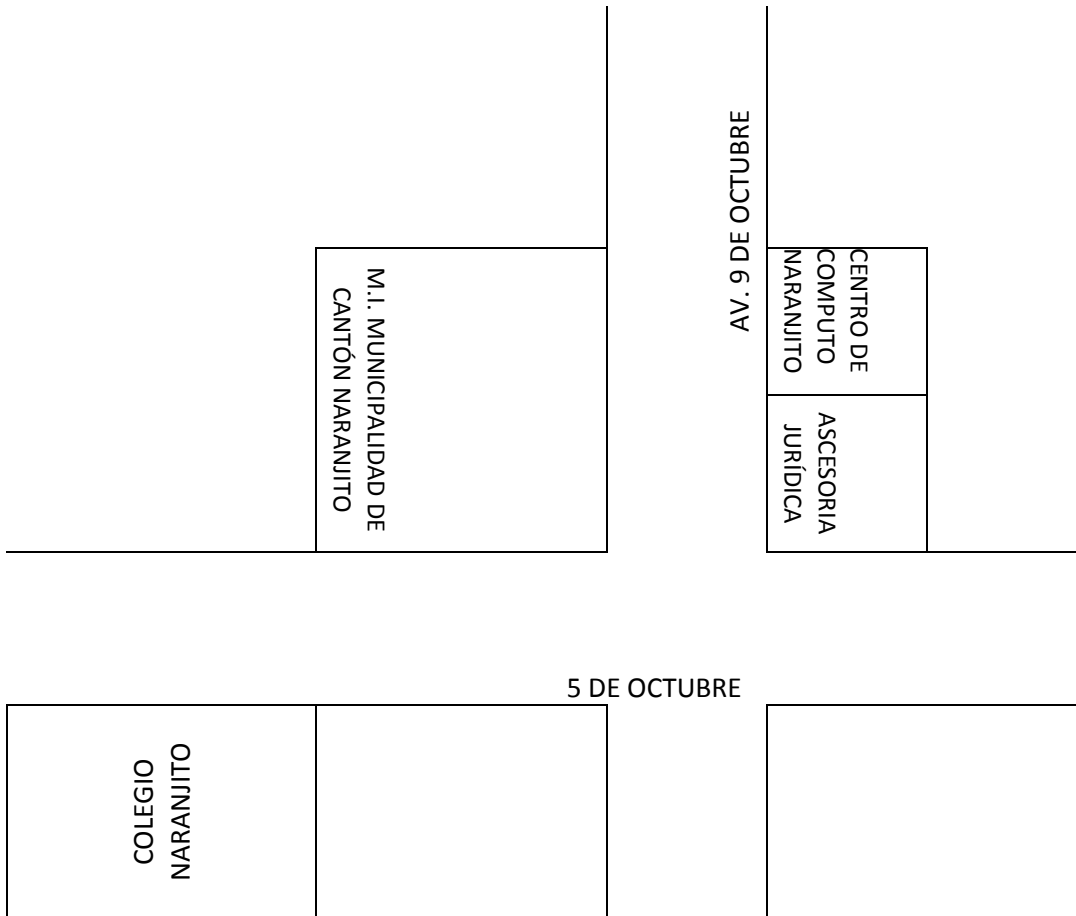 AV. 9 DE OCTUBRE
M.I. MUNICIPALIDAD DE
CANTÓN NARANJITO
CENTRO DE
COMPUTO
NARANJITO
ASCESORIA
JURÍDICA
5 DE OCTUBRE
COLEGIO
NARANJITO